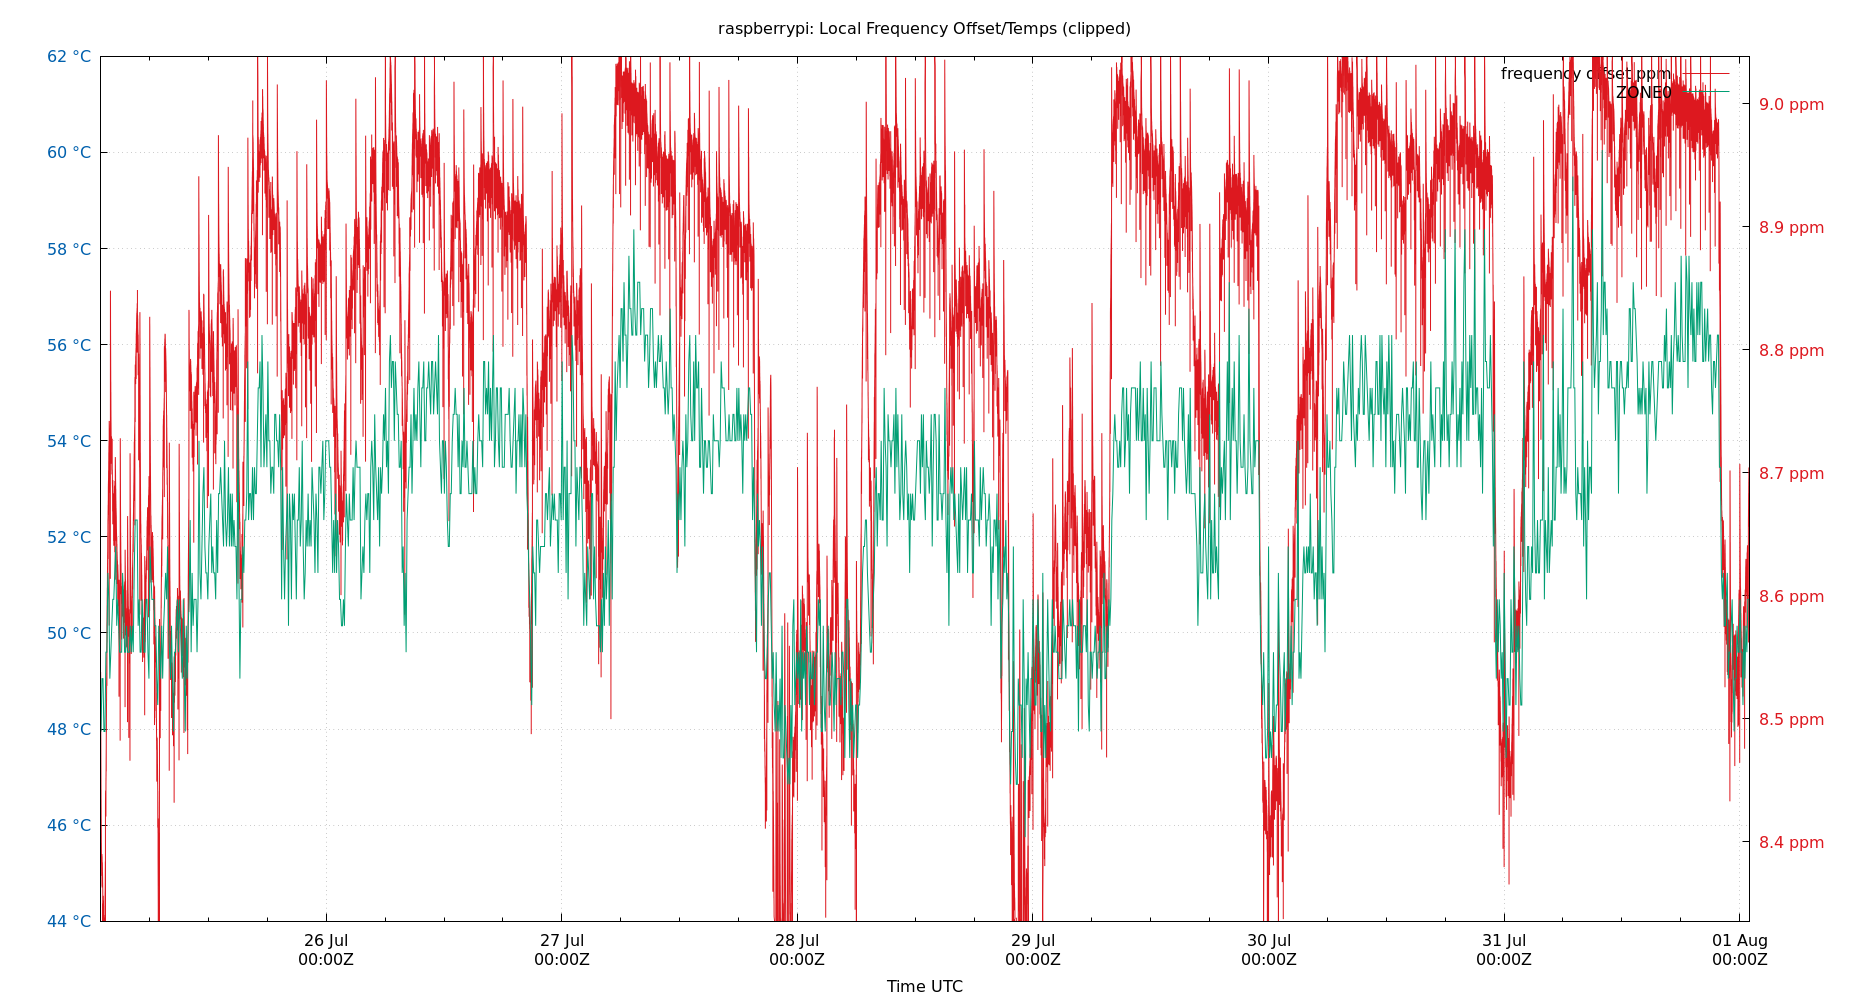 raspberrypi: Local Frequency Offset/Temps (clipped)
62 °C
60 °C
58 °C
56 °C
54 °C
52 °C
50 °C
48 °C
46 °C
44 °C
frequency offset ppm
ZONE0
9.0 ppm
8.9 ppm
8.8 ppm
8.7 ppm
8.6 ppm
8.5 ppm
8.4 ppm
26 Jul
00:00Z
27 Jul
00:00Z
28 Jul
00:00Z
29 Jul
00:00Z
30 Jul
00:00Z
31 Jul
00:00Z
01 Aug
00:00Z
Time UTC